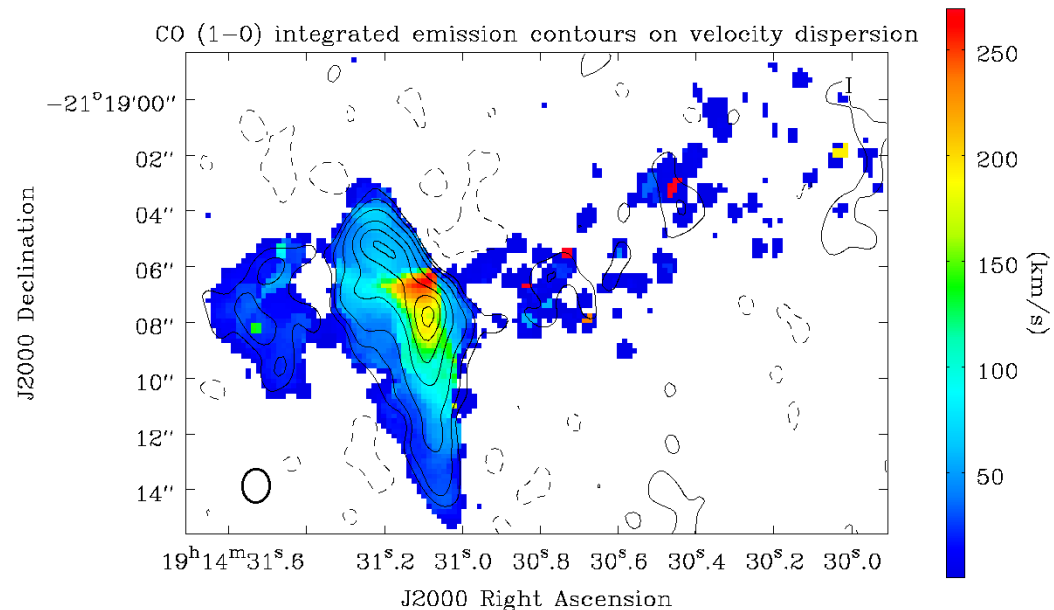 CO (1−0) integrated emission contours on velocity dispersion
250
200
150
100
50
(km/s)
I
J2000 Declination
−21°19′00″
02″
04″
06″
08″
10″
12″
14″
19ʰ14ᵐ31ˢ.6 31ˢ.2 31ˢ.0 30ˢ.8 30ˢ.6 30ˢ.4 30ˢ.2 30ˢ.0
J2000 Right Ascension